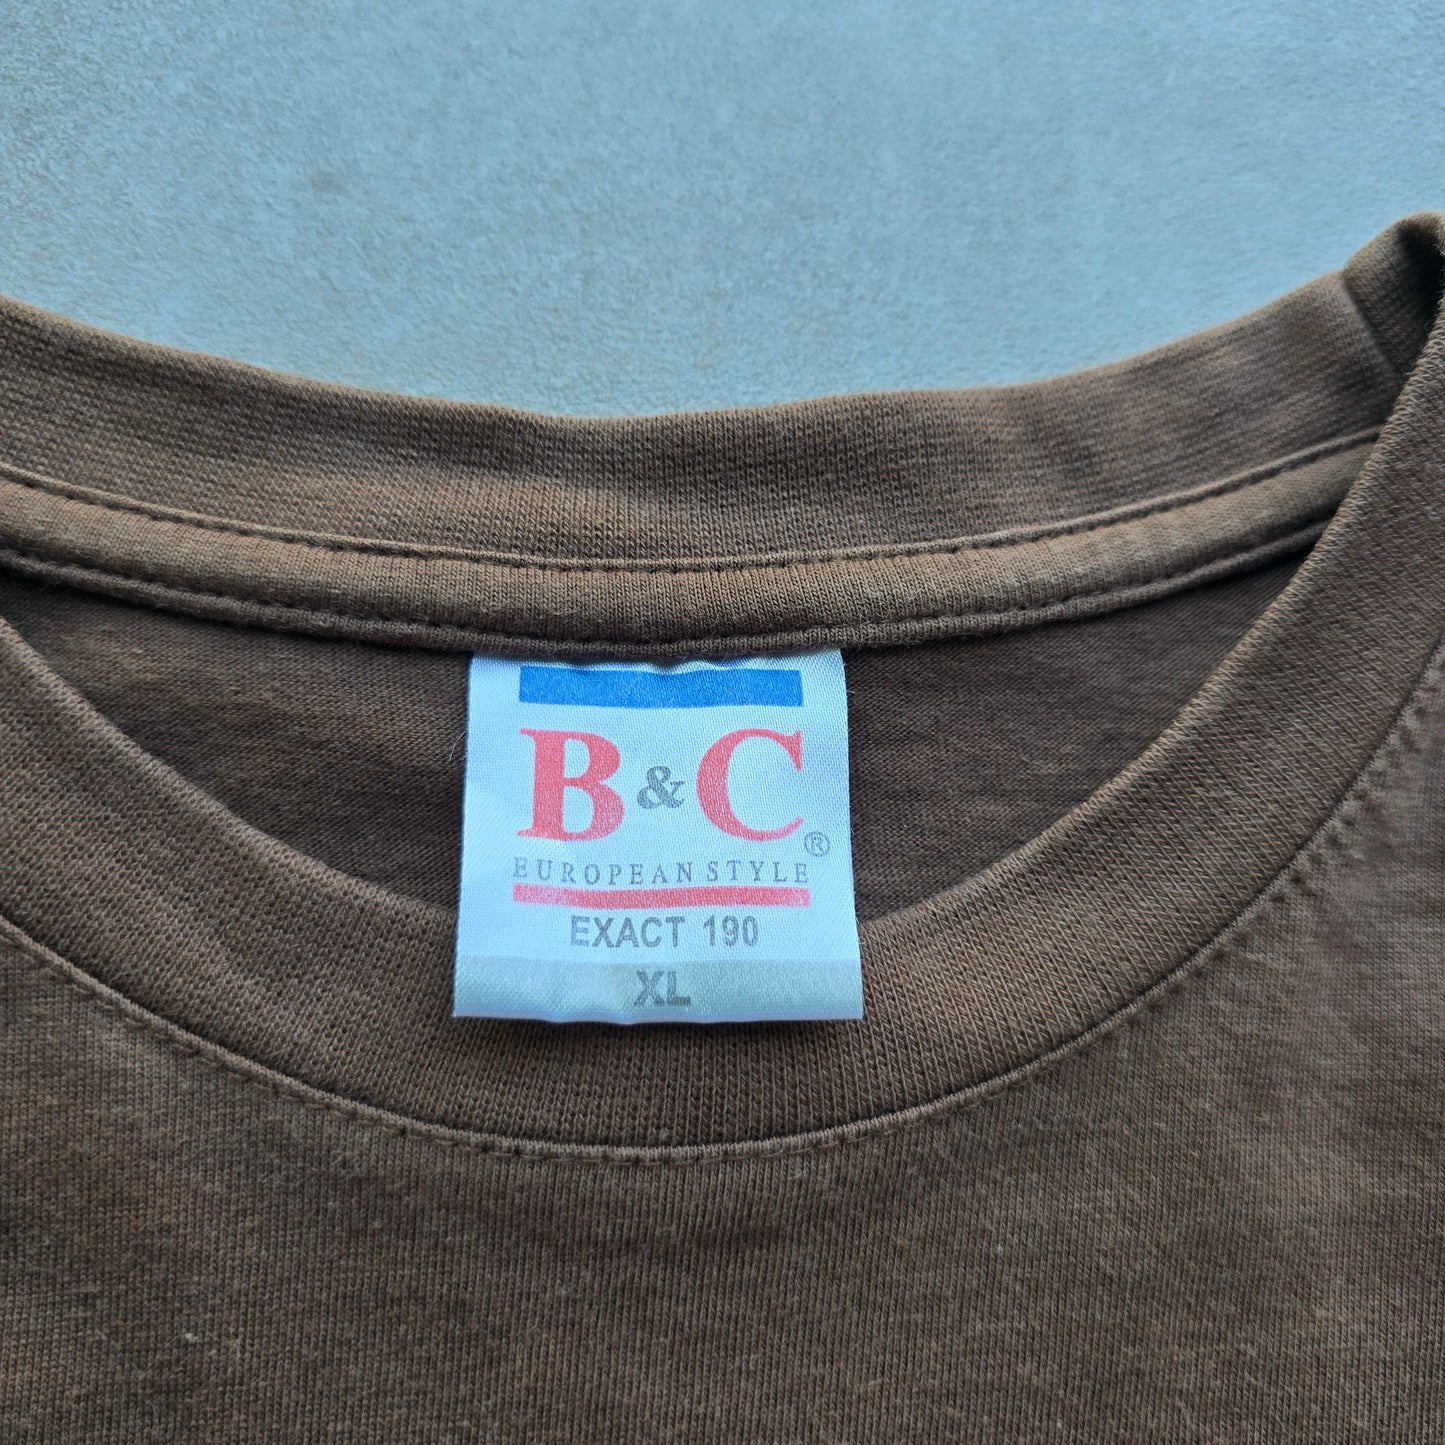 B&C®
EUROPEAN STYLE
EXACT 190
XL